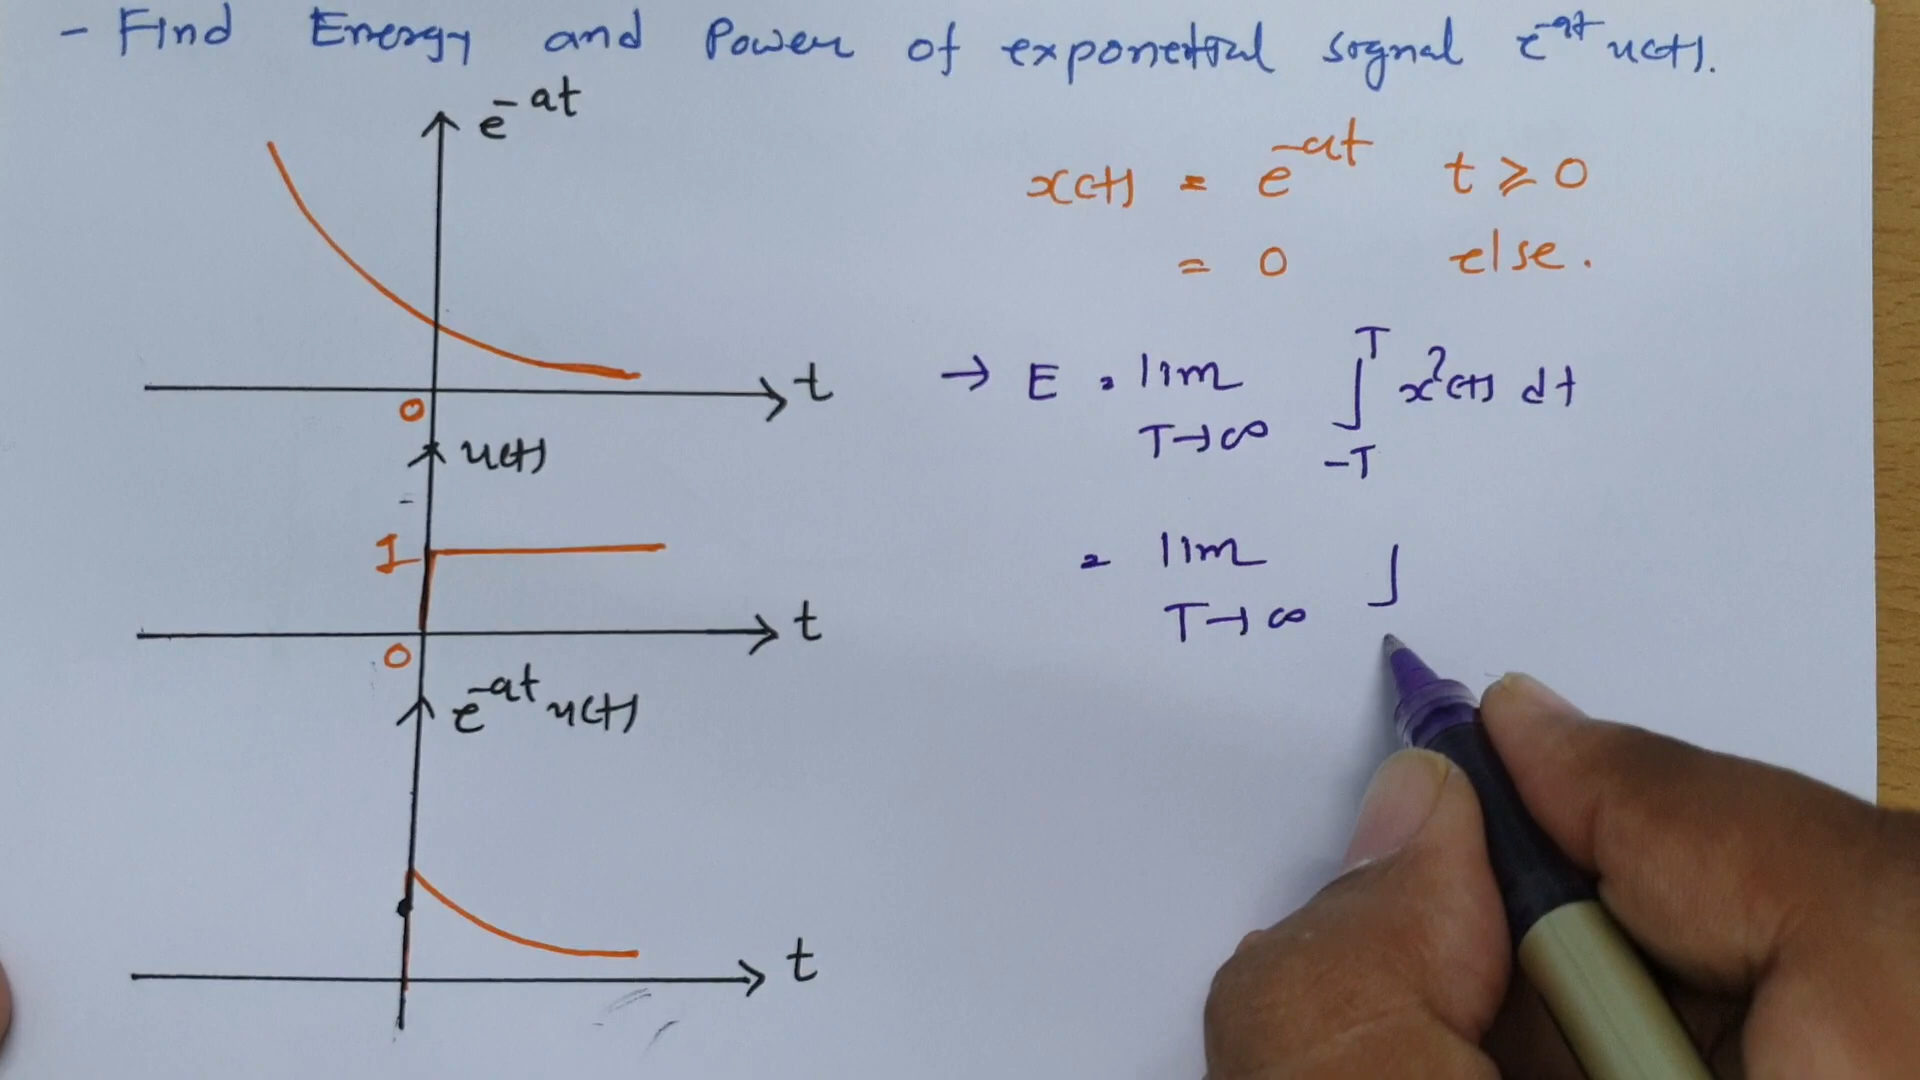 - Find Energy and Power of exponential signal e^-at u(t).
e^-at
x(t) = e^-at t ≥ 0
= 0 else.
→ E = lim T→∞ ∫ T -T x²(t) dt
t
0
u(t)
1
= lim T→∞ ∫
t
0
e^-at u(t)
t